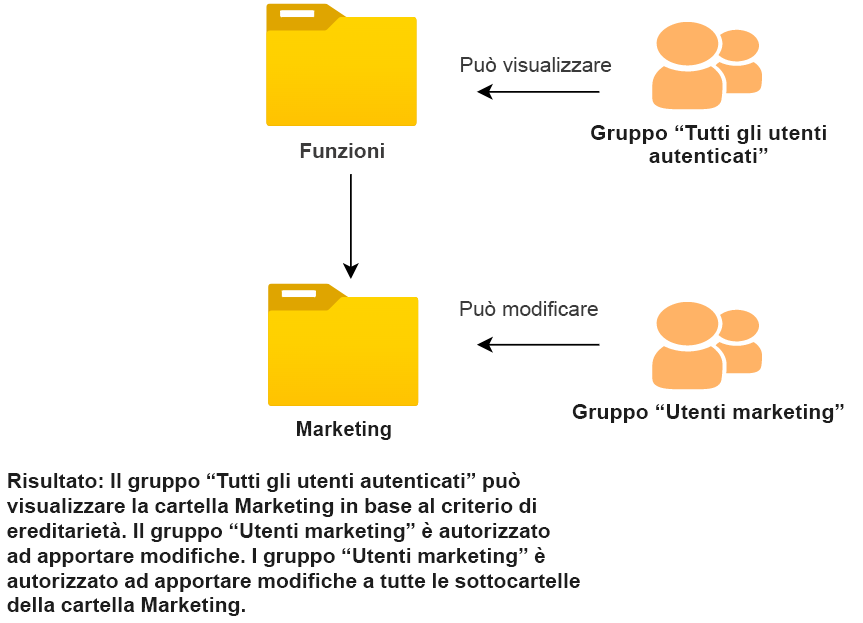 Può visualizzare
Gruppo “Tutti gli utenti
autenticati”
Funzioni
Può modificare
Gruppo “Utenti marketing”
Marketing
Risultato: Il gruppo “Tutti gli utenti autenticati” può
visualizzare la cartella Marketing in base al criterio di
ereditarietà. Il gruppo “Utenti marketing” è autorizzato
ad apportare modifiche. I gruppo “Utenti marketing” è
autorizzato ad apportare modifiche a tutte le sottocartelle
della cartella Marketing.